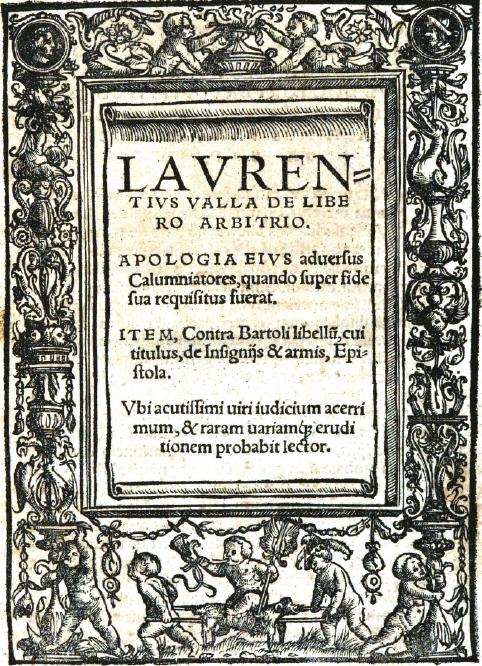 LAVREN=
TIVS VALLA DE LIBE
RO ARBITRIO.
APOLOGIA EIVS aduersus
Calumniatores, quando super fide
sua requisitus fuerat.
ITEM, Contra Bartoli libellū, cui
titulus, de Insignijs & armis, Epi=
stola.
Vbi acutissimi uiri iudicium acerri
mum, & raram uariamq; erudi
tionem probabit lector.